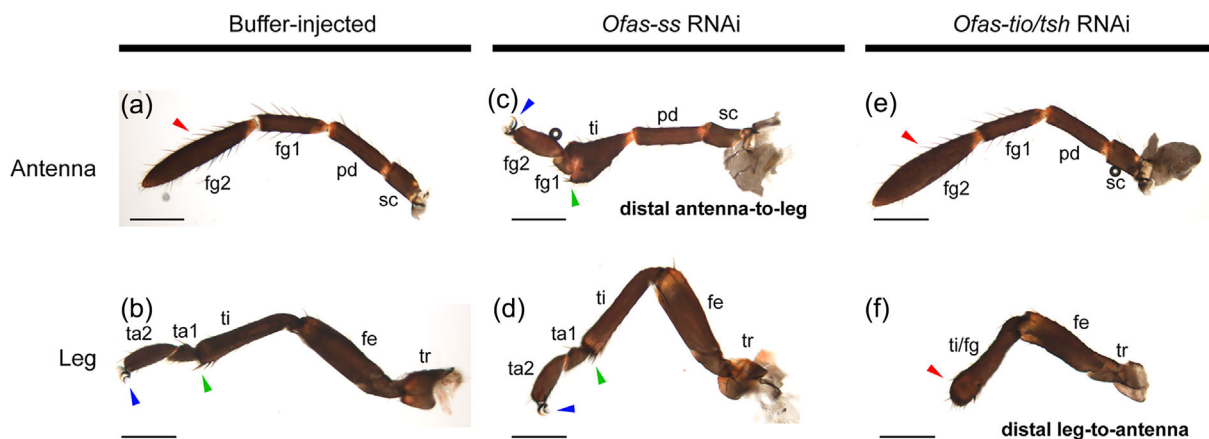 Buffer-injected
Ofas-ss RNAi
Ofas-tio/tsh RNAi
Antenna
(a)
fg2
fg1
pd
sc
(c)
fg2
fg1
ti
pd
sc
distal antenna-to-leg
(e)
fg2
fg1
pd
sc
Leg
(b)
ta2
ta1
ti
fe
tr
(d)
ta2
ta1
ti
fe
tr
(f)
ti/fg
fe
tr
distal leg-to-antenna